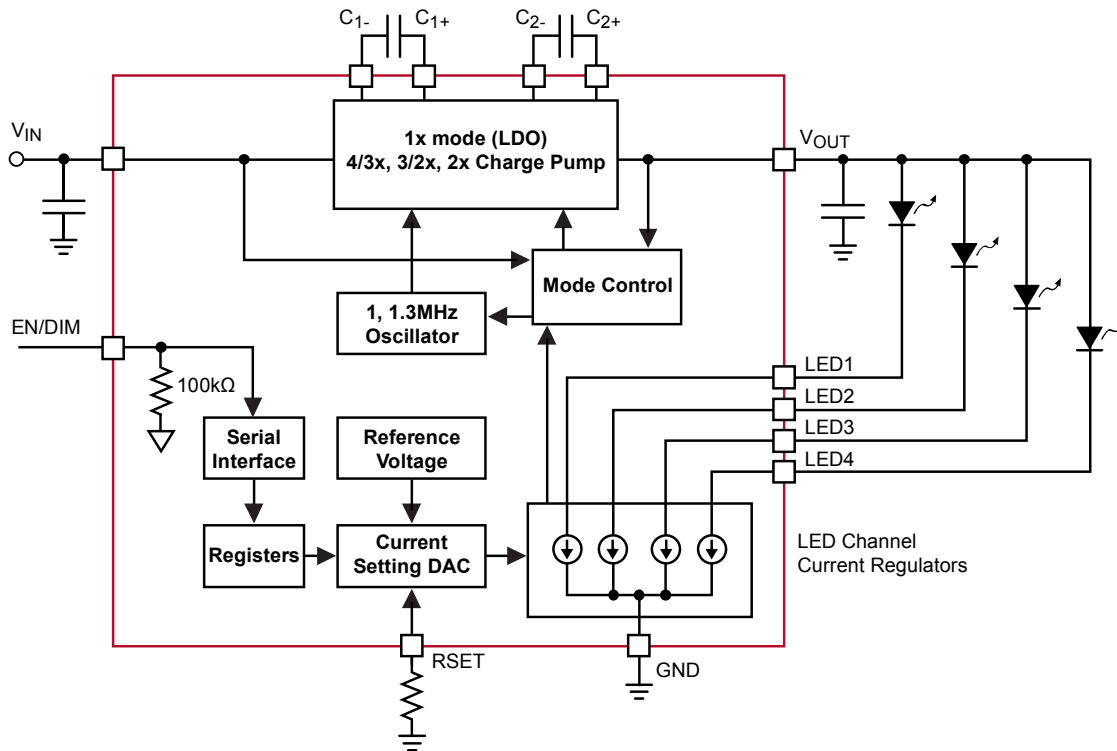 C1- C1+ C2- C2+
VIN
1x mode (LDO)
4/3x, 3/2x, 2x Charge Pump
VOUT
Mode Control
1, 1.3MHz
Oscillator
EN/DIM
100kΩ
LED1
LED2
LED3
LED4
Serial
Interface
Reference
Voltage
Registers
Current
Setting DAC
LED Channel
Current Regulators
RSET
GND